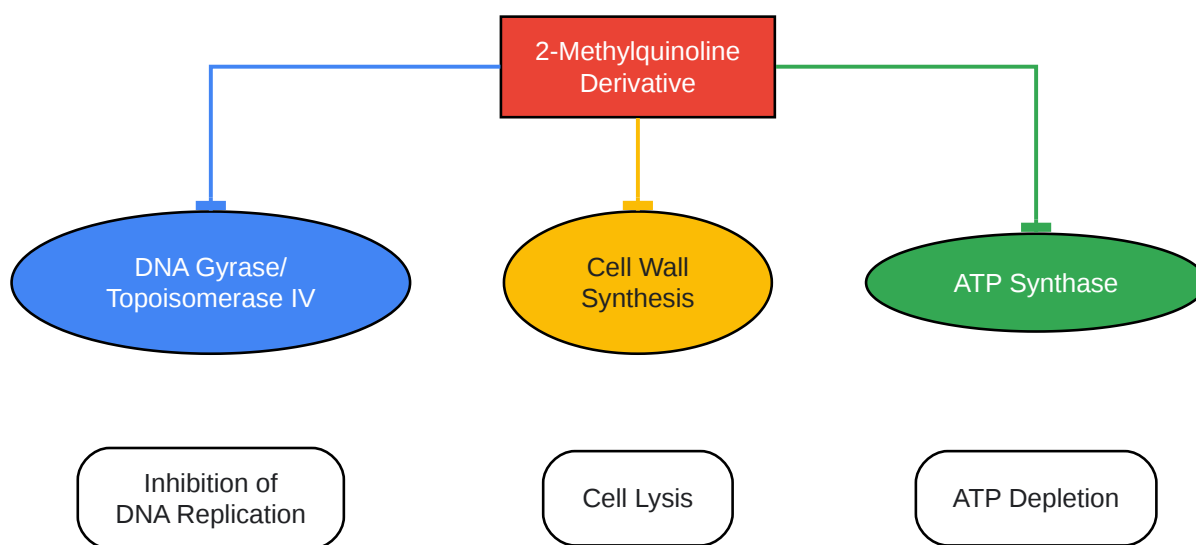 2-Methylquinoline
Derivative
DNA Gyrase/
Topoisomerase IV
Cell Wall
Synthesis
ATP Synthase
Inhibition of
DNA Replication
Cell Lysis
ATP Depletion